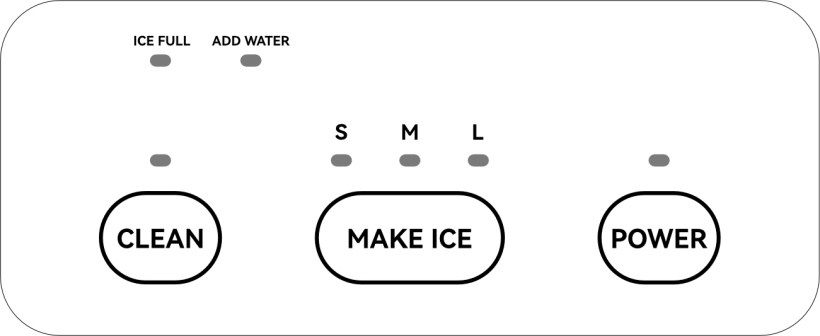 ICE FULL
ADD WATER
S M L
CLEAN
MAKE ICE
POWER